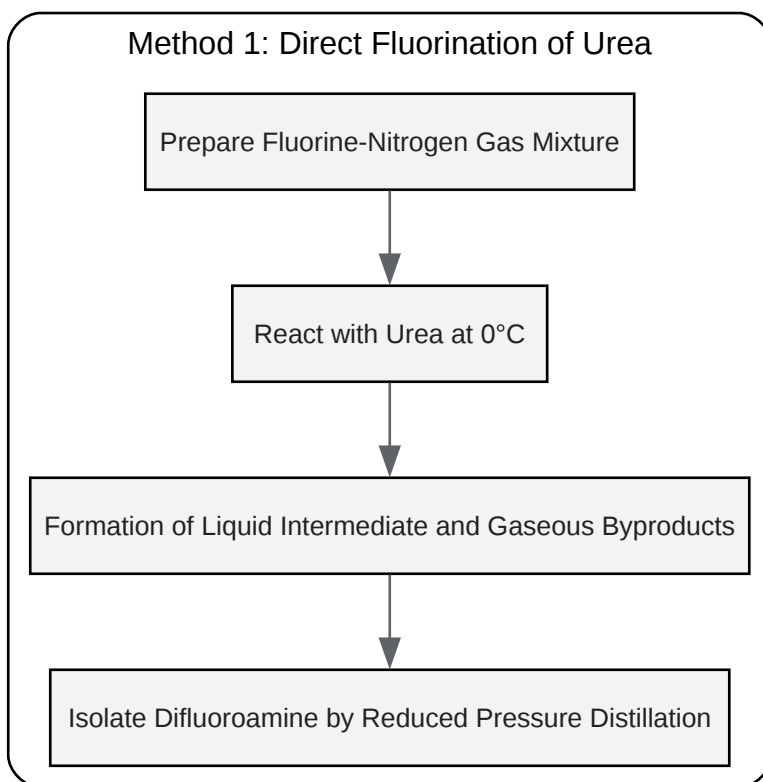 Method 1: Direct Fluorination of Urea
Prepare Fluorine-Nitrogen Gas Mixture
React with Urea at 0°C
Formation of Liquid Intermediate and Gaseous Byproducts
Isolate Difluoroamine by Reduced Pressure Distillation